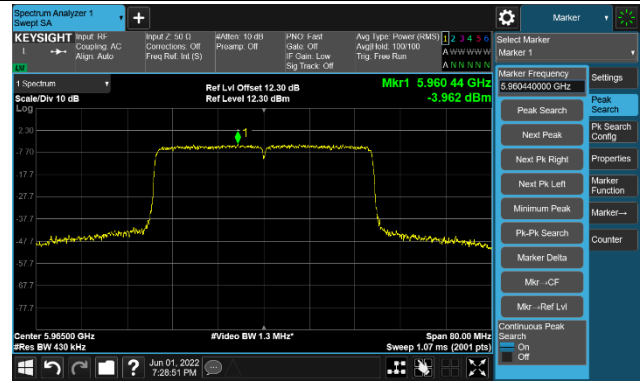 Spectrum Analyzer 1
Swept SA
Marker
KEYSIGHT
Input: RF
Coupling: AC
Align: Auto
Input Z: 50 Ω
Corrections: Off
Freq Ref: Int (S)
#Atten: 10 dB
Preamp: Off
PNO: Fast
Gate: Off
IF Gain: Low
Sig Track: Off
Avg Type: Power (RMS)
Avg|Hold: 100/100
Trig: Free Run
1 2 3 4 5 6
A W W W W W
A N N N N N
L
LW
Select Marker
Marker 1
1 Spectrum
Scale/Div 10 dB
Log
Ref Lvl Offset 12.30 dB
Ref Level 12.30 dBm
Mkr1 5.960 44 GHz
-3.962 dBm
1
2.30
-7.70
-17.7
-27.7
-37.7
-47.7
-57.7
-67.7
-77.7
Center 5.96500 GHz
#Res BW 430 kHz
#Video BW 1.3 MHz*
Span 80.00 MHz
Sweep 1.07 ms (2001 pts)
Marker Frequency
5.960440000 GHz
Peak Search
Next Peak
Next Pk Right
Next Pk Left
Minimum Peak
Pk-Pk Search
Marker Delta
Mkr→CF
Mkr→Ref Lvl
Continuous Peak
Search
On
Off
Settings
Peak
Search
Pk Search
Config
Properties
Marker
Function
Marker→
Counter
?
Jun 01, 2022
7:28:51 PM